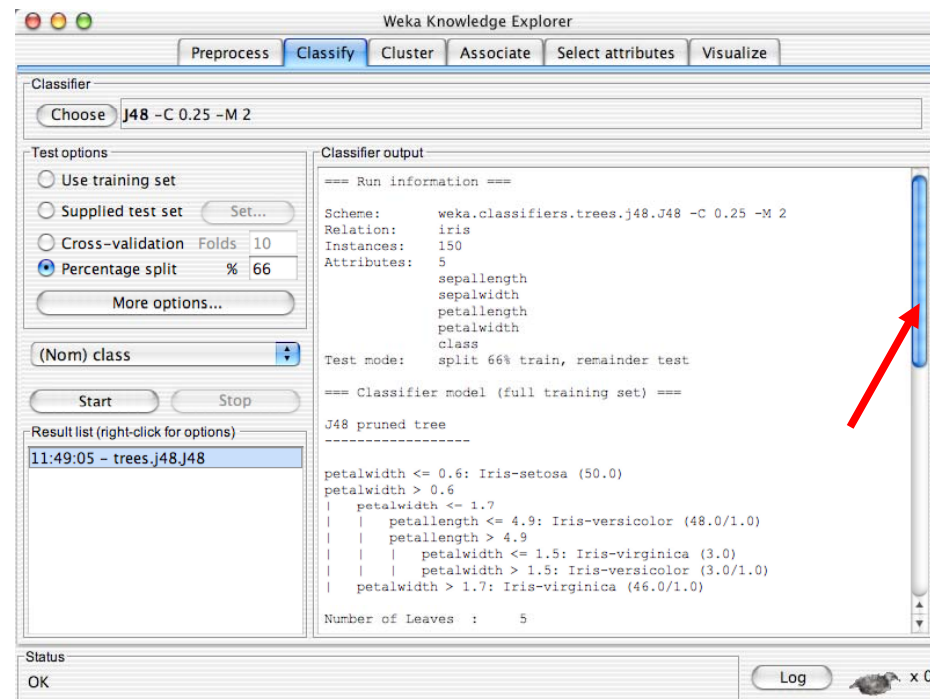 Weka Knowledge Explorer
Preprocess Classify Cluster Associate Select attributes Visualize
Classifier
Choose J48 -C 0.25 -M 2
Test options
Use training set
Supplied test set Set...
Cross-validation Folds 10
Percentage split % 66
More options...
(Nom) class
Start Stop
Result list (right-click for options)
11:49:05 - trees.j48.J48
Classifier output
=== Run information ===
Scheme: weka.classifiers.trees.j48.J48 -C 0.25 -M 2
Relation: iris
Instances: 150
Attributes: 5
sepallength
sepalwidth
petallength
petalwidth
class
Test mode: split 66% train, remainder test
=== Classifier model (full training set) ===
J48 pruned tree
------------------
petalwidth <= 0.6: Iris-setosa (50.0)
petalwidth > 0.6
|   petalwidth <= 1.7
|   |   petallength <= 4.9: Iris-versicolor (48.0/1.0)
|   |   petallength > 4.9
|   |   |   petalwidth <= 1.5: Iris-virginica (3.0)
|   |   |   petalwidth > 1.5: Iris-versicolor (3.0/1.0)
|   petalwidth > 1.7: Iris-virginica (46.0/1.0)
Number of Leaves : 5
Status
OK
Log x 0